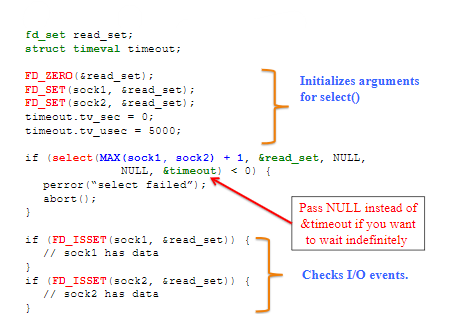 fd_set read_set;
struct timeval timeout;
FD_ZERO(&read_set);
FD_SET(sock1, &read_set);
FD_SET(sock2, &read_set);
timeout.tv_sec = 0;
timeout.tv_usec = 5000;
Initializes arguments
for select()
if (select(MAX(sock1, sock2) + 1, &read_set, NULL,
NULL, &timeout) < 0) {
perror(“select failed”);
abort();
}
Pass NULL instead of
&timeout if you want
to wait indefinitely
if (FD_ISSET(sock1, &read_set)) {
// sock1 has data
}
if (FD_ISSET(sock2, &read_set)) {
// sock2 has data
}
Checks I/O events.